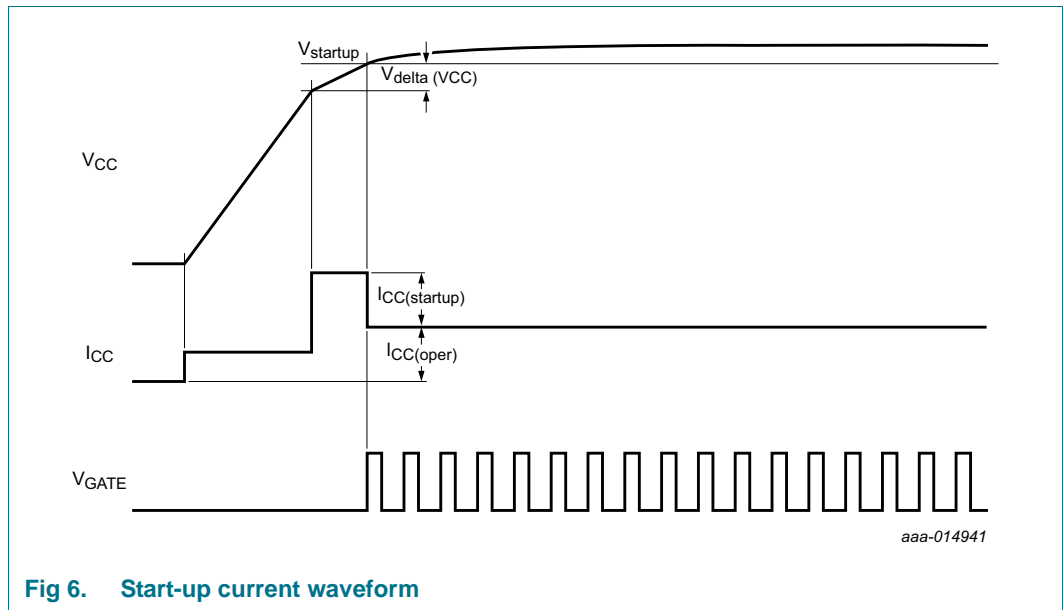 Vstartup
Vdelta (VCC)
VCC
ICC(startup)
ICC
ICC(oper)
VGATE
aaa-014941
Fig 6. Start-up current waveform